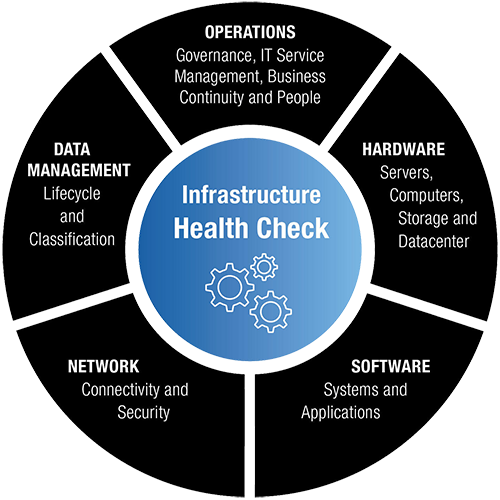 OPERATIONS
Governance, IT Service
Management, Business
Continuity and People
HARDWARE
Servers,
Computers,
Storage and
Datacenter
SOFTWARE
Systems and
Applications
NETWORK
Connectivity and
Security
DATA
MANAGEMENT
Lifecycle
and
Classification
Infrastructure
Health Check